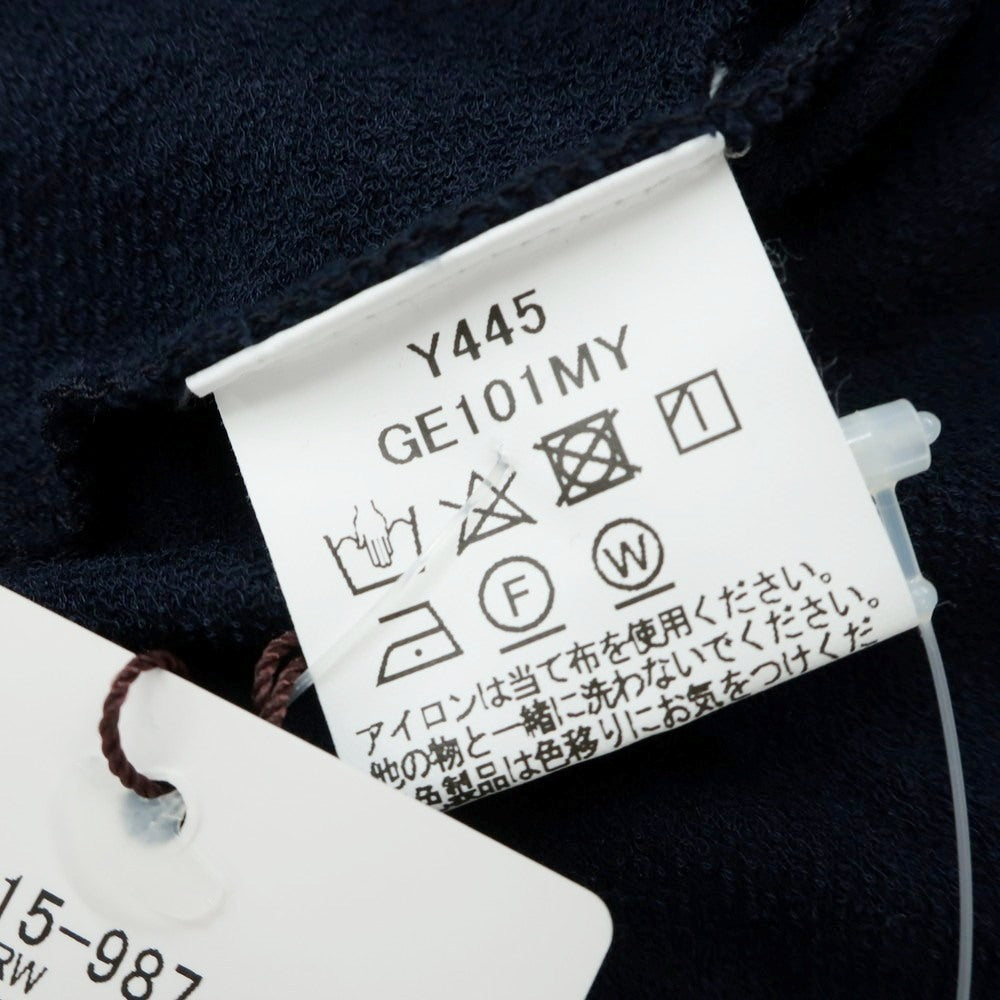 Y445
GE101MY
F W
アイロンは当て布を使用ください。
他の物と一緒に洗わないでください。
色製品は色移りにお気をつけくだ
15-987
RW